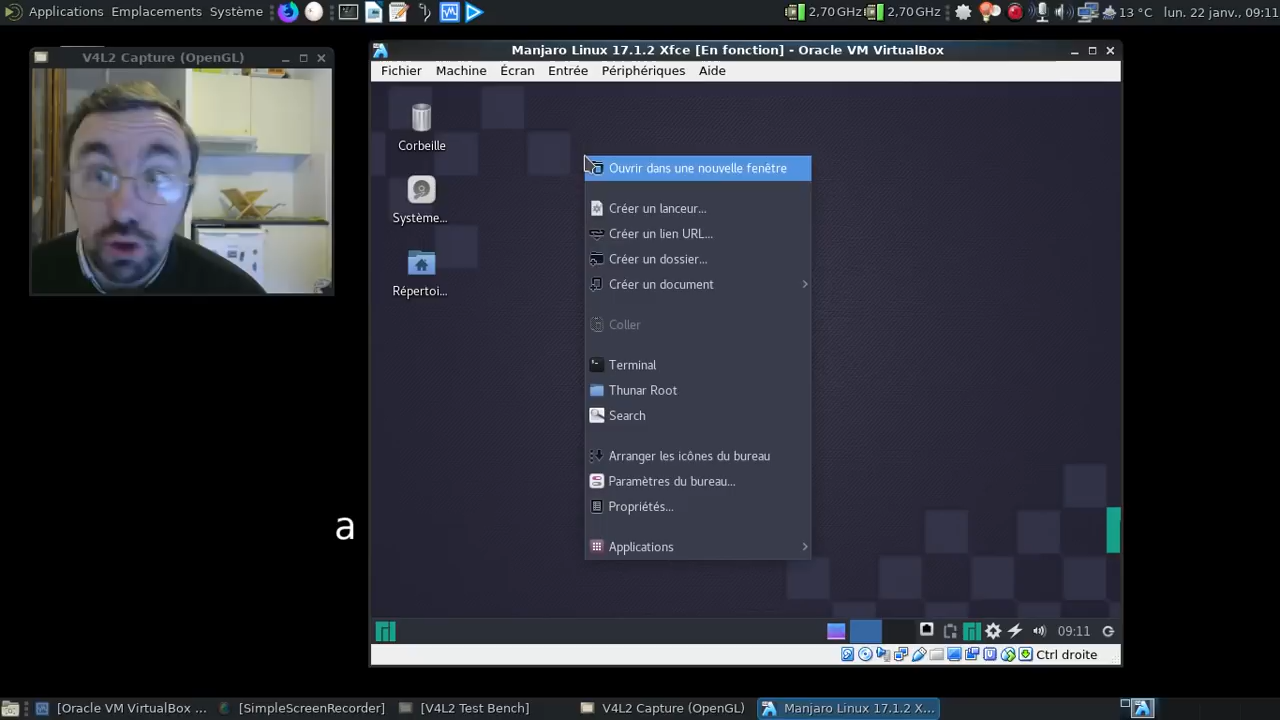 Applications Emplacements Système 2,70 GHz 2,70 GHz 13 °C lun. 22 janv., 09:11
V4L2 Capture (OpenGL)
Manjaro Linux 17.1.2 Xfce [En fonction] - Oracle VM VirtualBox
Fichier Machine Écran Entrée Périphériques Aide
Corbeille
Système...
Répertoi...
Ouvrir dans une nouvelle fenêtre
Créer un lanceur...
Créer un lien URL...
Créer un dossier...
Créer un document
Coller
Terminal
Thunar Root
Search
Arranger les icônes du bureau
Paramètres du bureau...
Propriétés...
Applications
a
09:11
Ctrl droite
[Oracle VM VirtualBox ... [SimpleScreenRecorder] [V4L2 Test Bench] V4L2 Capture (OpenGL) Manjaro Linux 17.1.2 X...